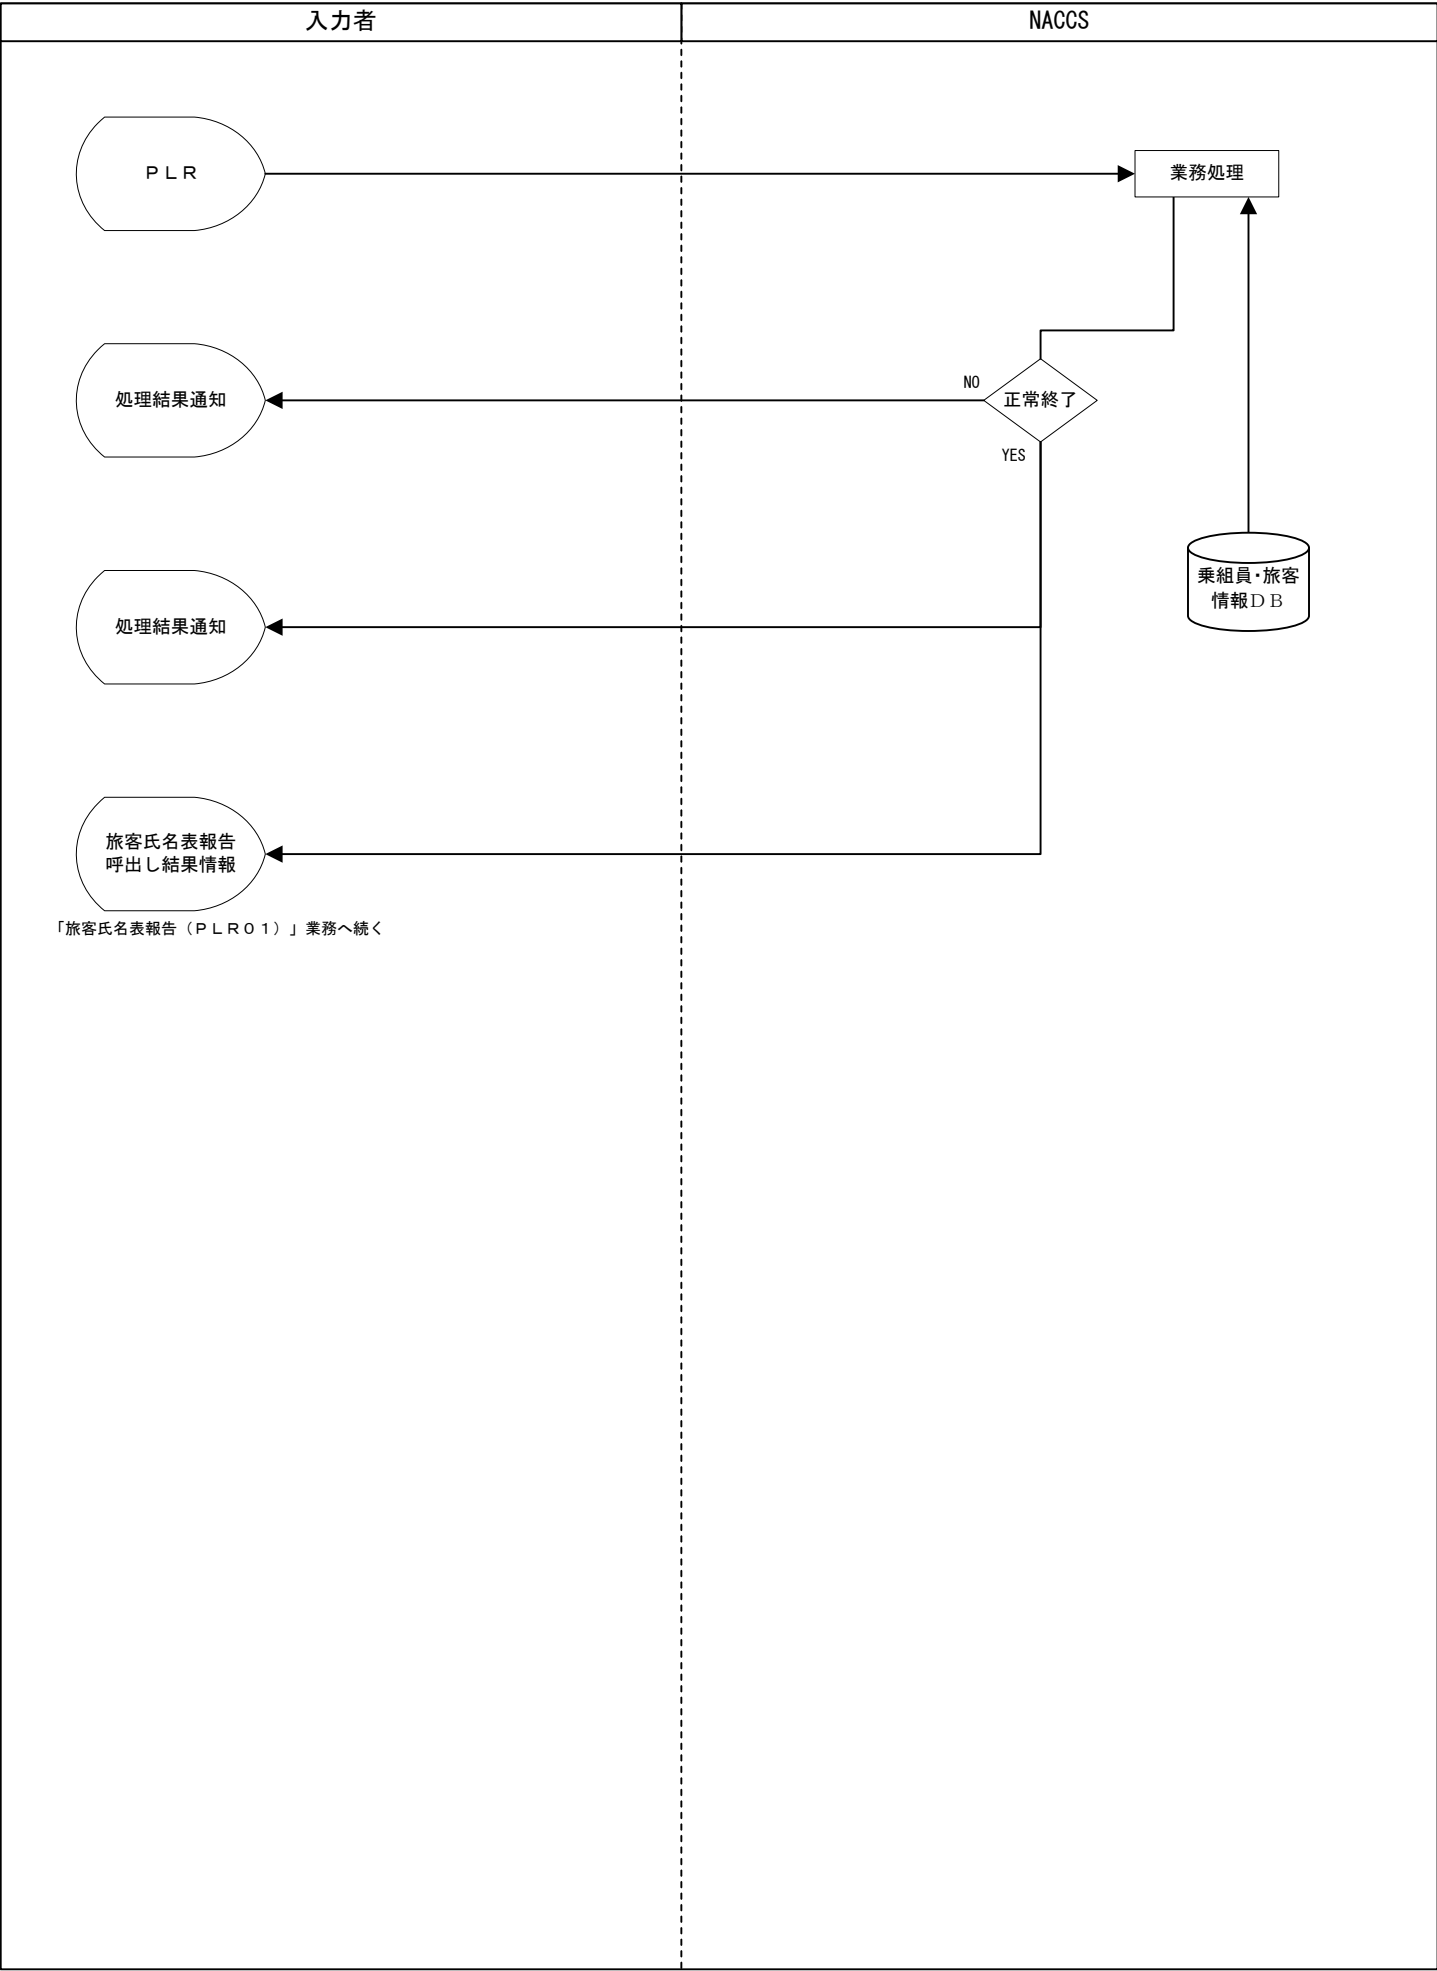 入力者
NACCS
ＰＬＲ
業務処理
処理結果通知
NO
正常終了
YES
処理結果通知
乗組員・旅客
情報ＤＢ
旅客氏名表報告
呼出し結果情報
「旅客氏名表報告（ＰＬＲ０１）」業務へ続く